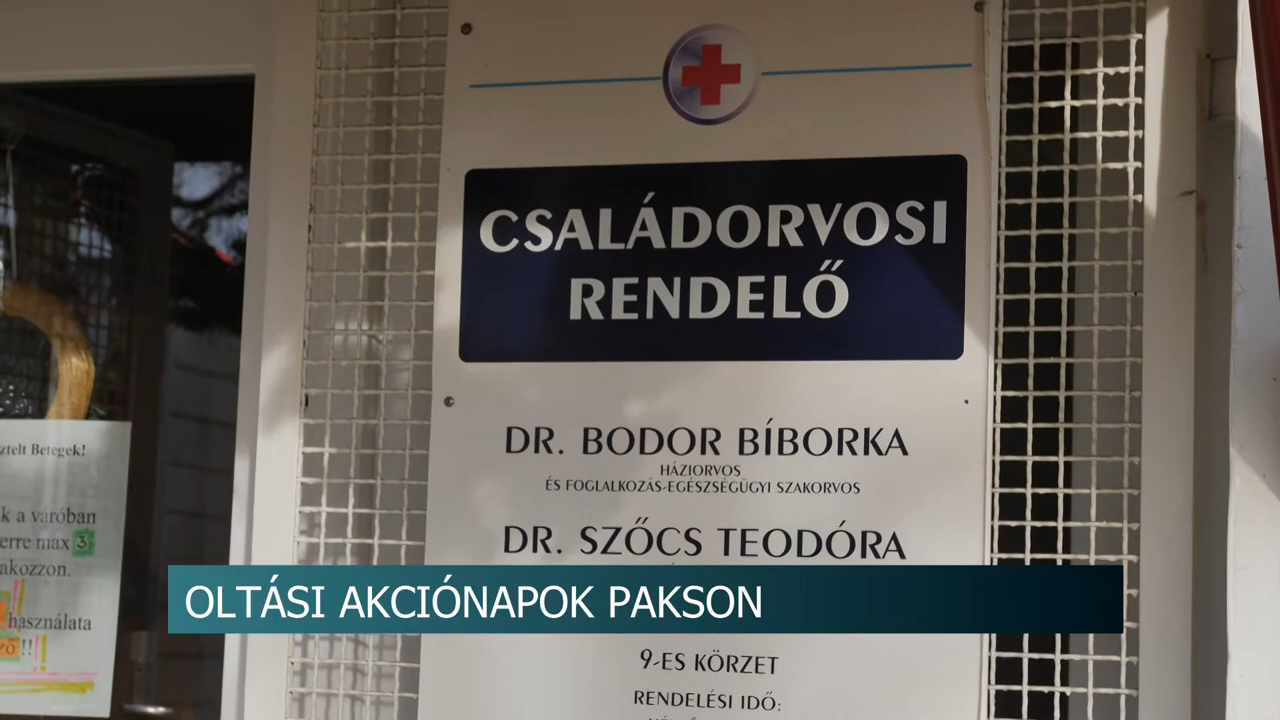 CSALÁDORVOSI
RENDELŐ
DR. BODOR BÍBORKA
HÁZIORVOS
ÉS FOGLALKOZÁS-EGÉSZSÉGÜGYI SZAKORVOS
DR. SZŐCS TEODÓRA
OLTÁSI AKCIÓNAPOK PAKSON
9-ES KÖRZET
RENDELÉSI IDŐ:
ztelt Betegek!
k a váróban
erre max 3
akozzon.
használata
ző!!